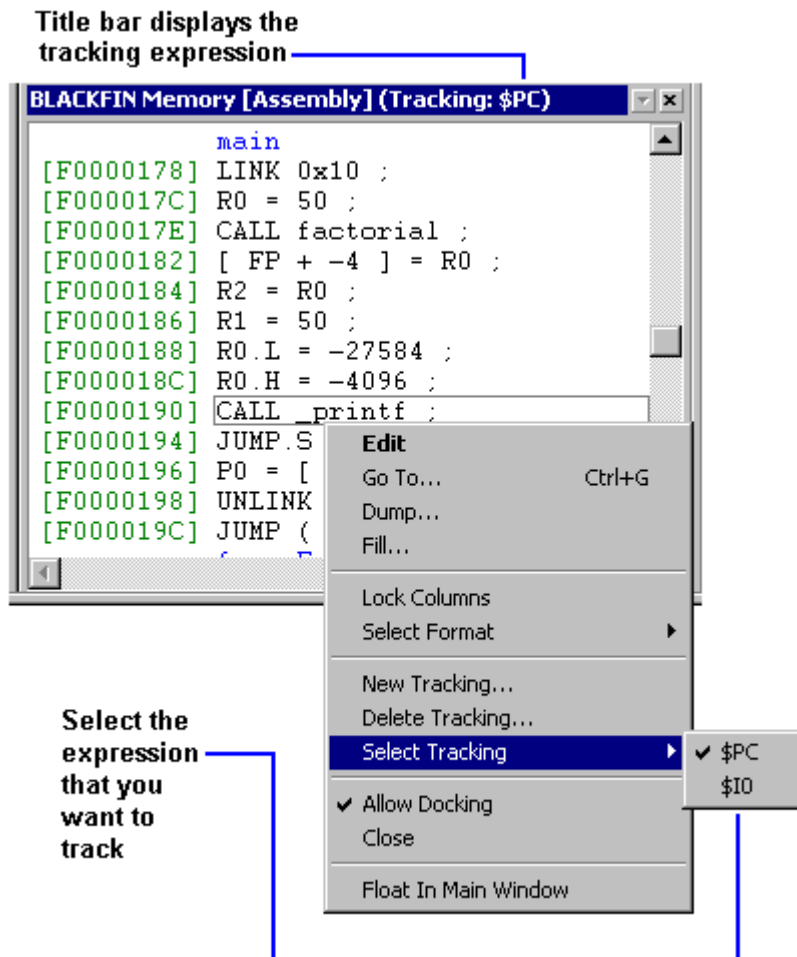 Title bar displays the
tracking expression
BLACKFIN Memory [Assembly] (Tracking: $PC)
main
[F0000178] LINK 0x10 ;
[F000017C] R0 = 50 ;
[F000017E] CALL factorial ;
[F0000182] [ FP + -4 ] = R0 ;
[F0000184] R2 = R0 ;
[F0000186] R1 = 50 ;
[F0000188] R0.L = -27584 ;
[F000018C] R0.H = -4096 ;
[F0000190] CALL _printf ;
[F0000194] JUMP.S
[F0000196] P0 = [
[F0000198] UNLINK
[F000019C] JUMP (
Edit
Go To... Ctrl+G
Dump...
Fill...
Lock Columns
Select Format
New Tracking...
Delete Tracking...
Select Tracking
$PC
$I0
Allow Docking
Close
Float In Main Window
Select the
expression
that you
want to
track